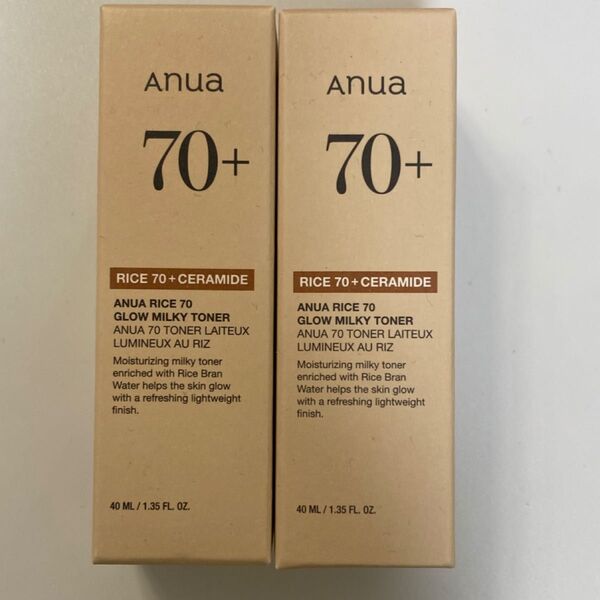 Anua
70+
RICE 70+CERAMIDE
ANUA RICE 70
GLOW MILKY TONER
ANUA 70 TONER LAITEUX
LUMINEUX AU RIZ
Moisturizing milky toner
enriched with Rice Bran
Water helps the skin glow
with a refreshing lightweight
finish.
40 ML / 1.35 FL. OZ.
Anua
70+
RICE 70+CERAMIDE
ANUA RICE 70
GLOW MILKY TONER
ANUA 70 TONER LAITEUX
LUMINEUX AU RIZ
Moisturizing milky toner
enriched with Rice Bran
Water helps the skin glow
with a refreshing lightweight
finish.
40 ML / 1.35 FL. OZ.